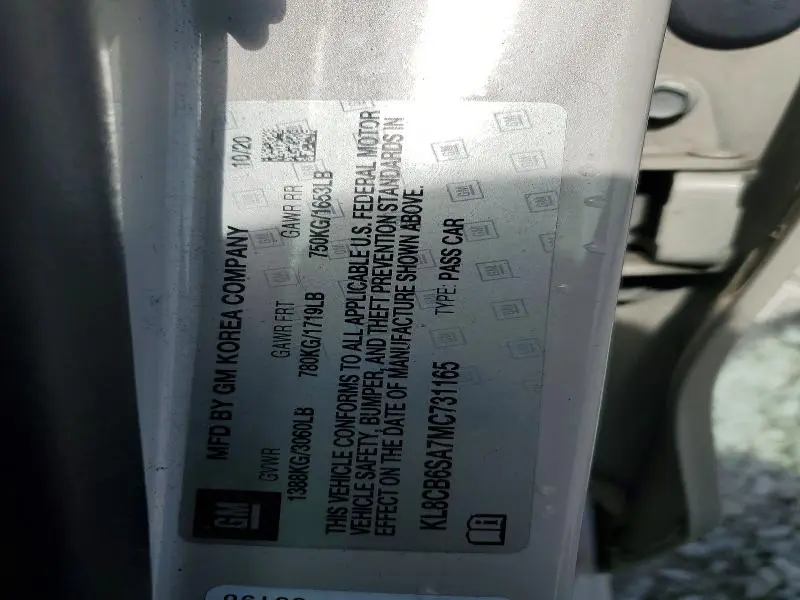 GM
MFD BY GM KOREA COMPANY
10/20
GVWR
GAWR FRT
GAWR RR
1388KG/3060LB
780KG/1719LB
750KG/1653LB
THIS VEHICLE CONFORMS TO ALL APPLICABLE U.S. FEDERAL MOTOR
VEHICLE SAFETY, BUMPER, AND THEFT PREVENTION STANDARDS IN
EFFECT ON THE DATE OF MANUFACTURE SHOWN ABOVE.
KL8CB6SA7MC731165
TYPE: PASS CAR